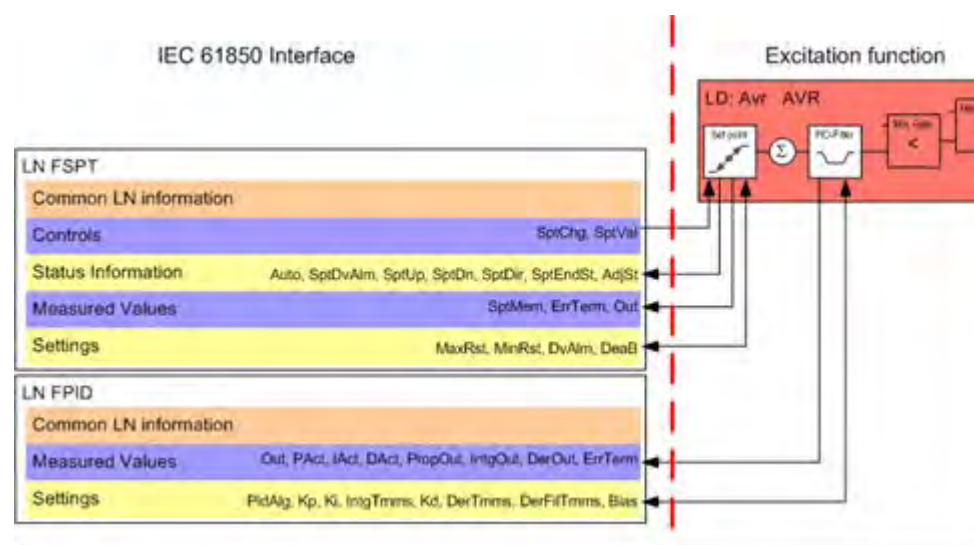 IEC 61850 Interface
Excitation function
LD: Avr AVR
Set point
Σ
PID-Filter
<
LN FSPT
Common LN information
Controls
SptChg, SptVal
Status Information
Auto, SptDvAlm, SptUp, SptDn, SptDir, SptEndSt, AdjSt
Measured Values
SptMem, ErrTerm, Out
Settings
MaxRst, MinRst, DvAlm, DeaB
LN FPID
Common LN information
Measured Values
Out, PAct, IAct, DAct, PropOut, IntgOut, DerOut, ErrTerm
Settings
PidAlg, Kp, Ki, IntgTmms, Kd, DerTmms, DerFilTmms, Bias